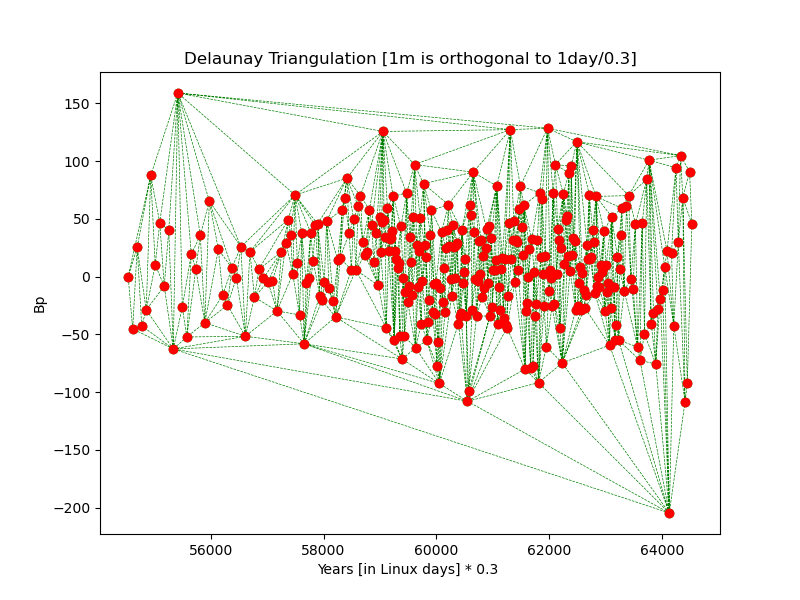 Delaunay Triangulation [1m is orthogonal to 1day/0.3]
150
100
50
0
−50
−100
−150
−200
Bp
56000 58000 60000 62000 64000
Years [in Linux days] * 0.3